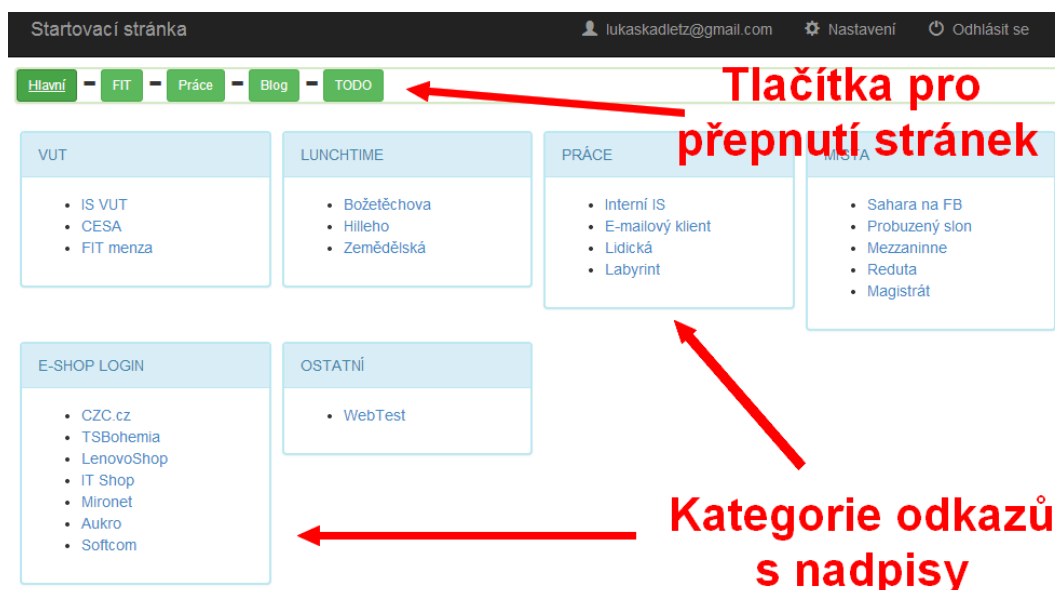 Startovací stránka lukaskadletz@gmail.com Nastavení Odhlásit se
Hlavní FIT Práce Blog TODO
Tlačítka pro
přepnutí stránek
VUT
IS VUT
CESA
FIT menza
LUNCHTIME
Božetěchova
Hilleho
Zemědělská
PRÁCE
Interní IS
E-mailový klient
Lidická
Labyrint
MÍSTA
Sahara na FB
Probuzený slon
Mezzaninne
Reduta
Magistrát
E-SHOP LOGIN
CZC.cz
TSBohemia
LenovoShop
IT Shop
Mironet
Aukro
Softcom
OSTATNÍ
WebTest
Kategorie odkazů
s nadpisy